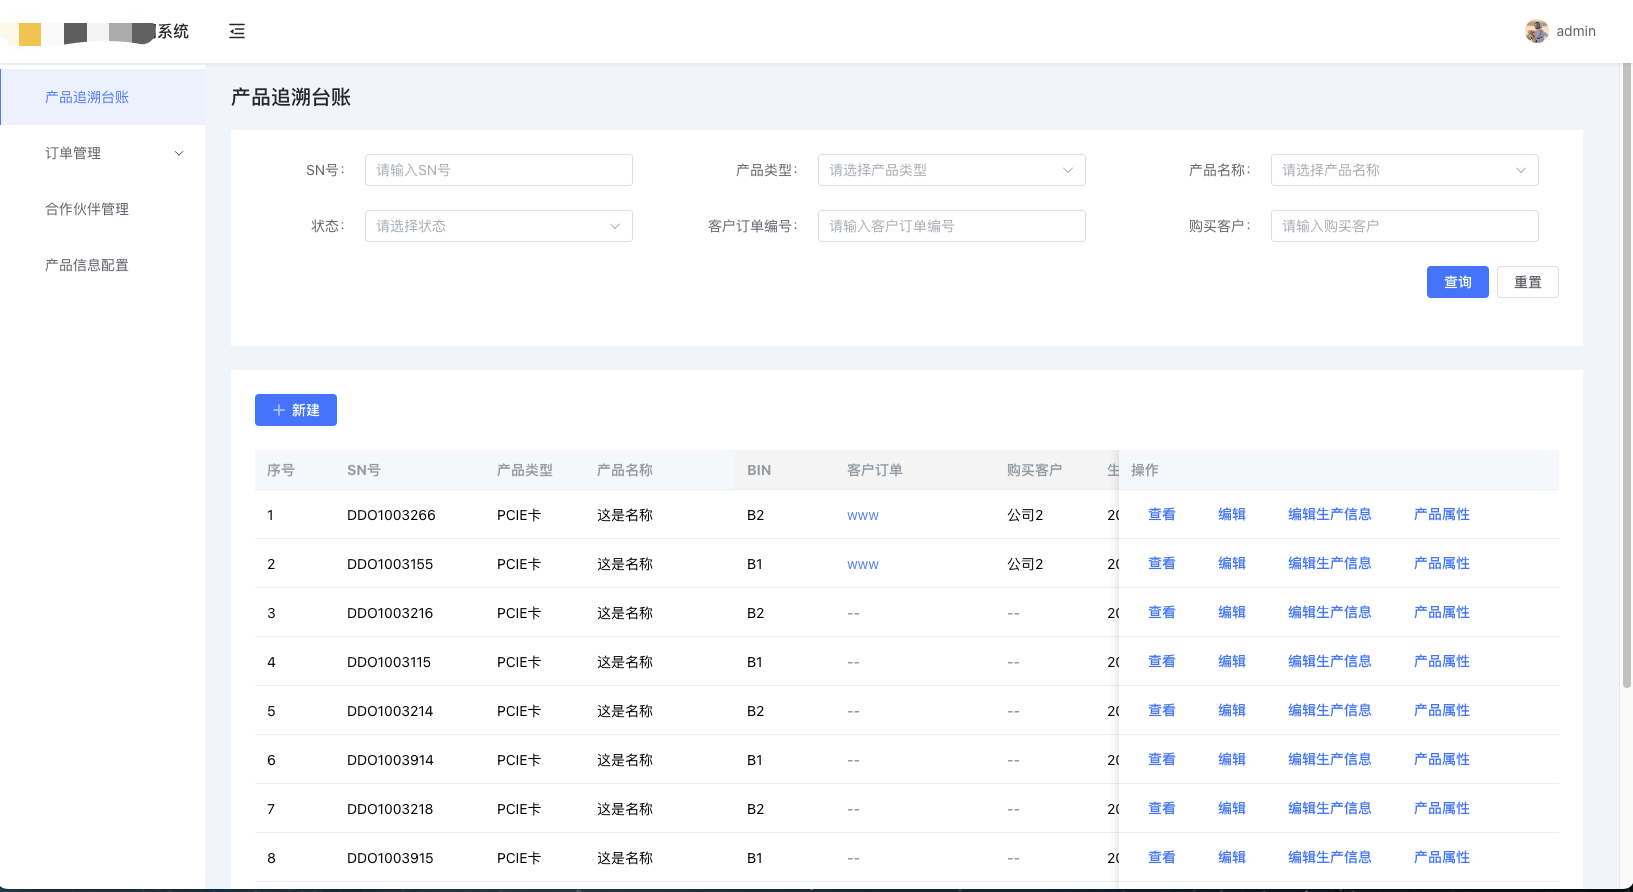 系统
admin
产品追溯台账
订单管理
合作伙伴管理
产品信息配置
产品追溯台账
SN号： 请输入SN号 产品类型： 请选择产品类型 产品名称： 请选择产品名称
状态： 请选择状态 客户订单编号： 请输入客户订单编号 购买客户： 请输入购买客户
查询 重置
+ 新建
序号 SN号 产品类型 产品名称 BIN 客户订单 购买客户 生 操作
1 DDO1003266 PCIE卡 这是名称 B2 www 公司2 20 查看 编辑 编辑生产信息 产品属性
2 DDO1003155 PCIE卡 这是名称 B1 www 公司2 20 查看 编辑 编辑生产信息 产品属性
3 DDO1003216 PCIE卡 这是名称 B2 -- -- 20 查看 编辑 编辑生产信息 产品属性
4 DDO1003115 PCIE卡 这是名称 B1 -- -- 20 查看 编辑 编辑生产信息 产品属性
5 DDO1003214 PCIE卡 这是名称 B2 -- -- 20 查看 编辑 编辑生产信息 产品属性
6 DDO1003914 PCIE卡 这是名称 B1 -- -- 20 查看 编辑 编辑生产信息 产品属性
7 DDO1003218 PCIE卡 这是名称 B2 -- -- 20 查看 编辑 编辑生产信息 产品属性
8 DDO1003915 PCIE卡 这是名称 B1 -- -- 20 查看 编辑 编辑生产信息 产品属性